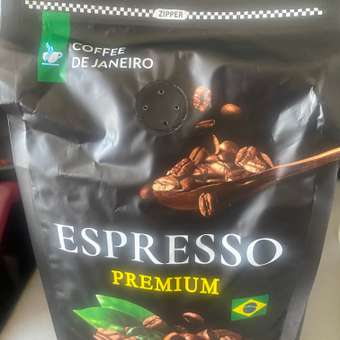 ZIPPER
COFFEE
DE JANEIRO
ESPRESSO
PREMIUM